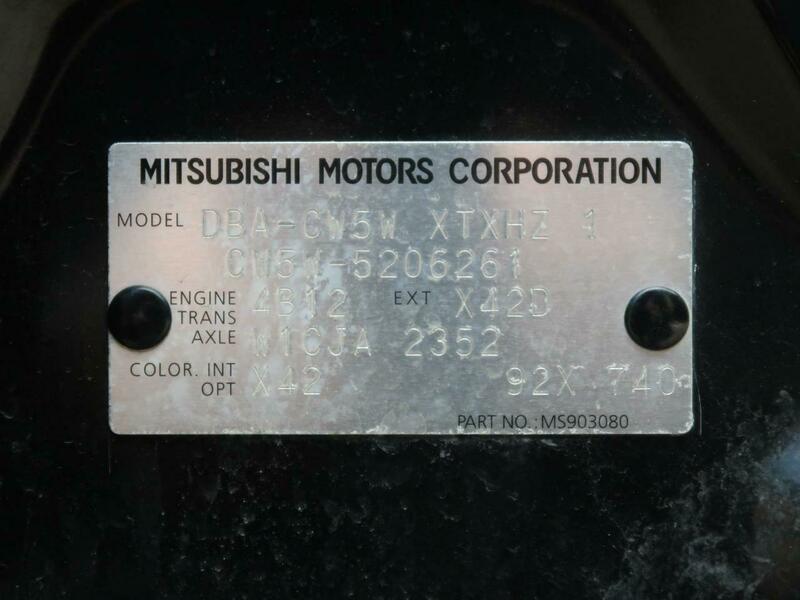 MITSUBISHI MOTORS CORPORATION
MODEL DBA-CW5W XTXHZ 1
CW5W-5206261
ENGINE 4B12 EXT X42D
TRANS
AXLE W1CJA 2352
COLOR. INT
OPT X42 92X 740
PART NO.: MS903080